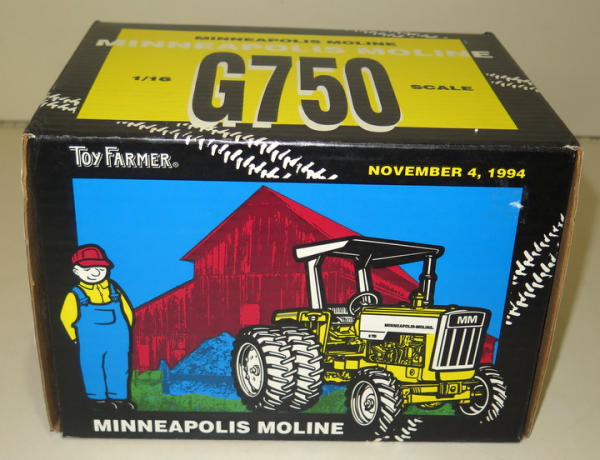 MINNEAPOLIS MOLINE
MINNEAPOLIS MOLINE
1/16 G750 SCALE
TOY FARMER®
NOVEMBER 4, 1994
MINNEAPOLIS-MOLINE
MM
MINNEAPOLIS MOLINE